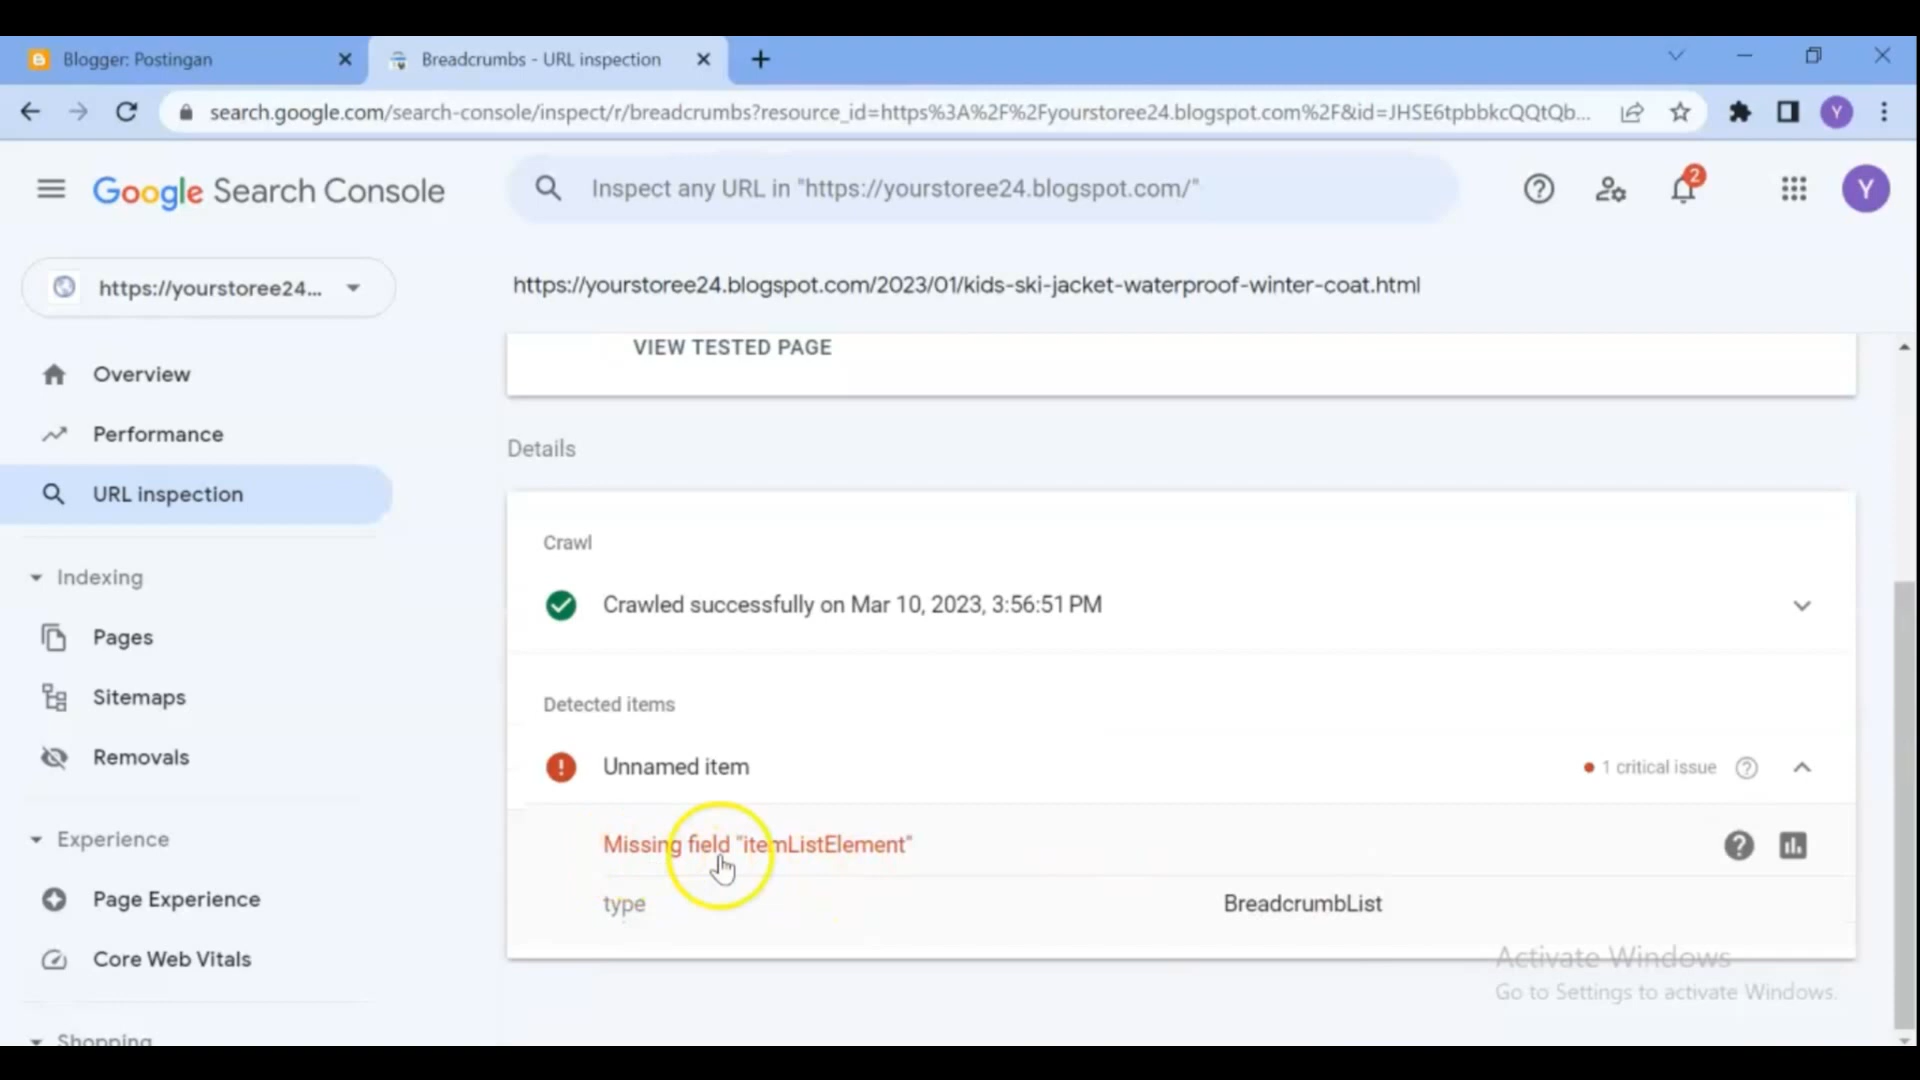 Blogger: Postingan
Breadcrumbs - URL inspection
search.google.com/search-console/inspect/r/breadcrumbs?resource_id=https%3A%2F%2Fyourstoree24.blogspot.com%2F&id=JHSE6tpbbkcQQtQb...
Y
Google Search Console
Inspect any URL in "https://yourstoree24.blogspot.com/"
2
Y
https://yourstoree24...
https://yourstoree24.blogspot.com/2023/01/kids-ski-jacket-waterproof-winter-coat.html
VIEW TESTED PAGE
Overview
Performance
URL inspection
Indexing
Pages
Sitemaps
Removals
Experience
Page Experience
Core Web Vitals
Shopping
Details
Crawl
Crawled successfully on Mar 10, 2023, 3:56:51 PM
Detected items
Unnamed item
1 critical issue
Missing field "itemListElement"
type
BreadcrumbList
Activate Windows
Go to Settings to activate Windows.